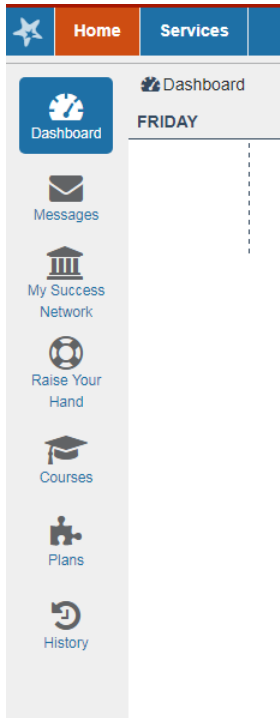 Home Services
Dashboard
FRIDAY
Dashboard
Messages
My Success
Network
Raise Your
Hand
Courses
Plans
History